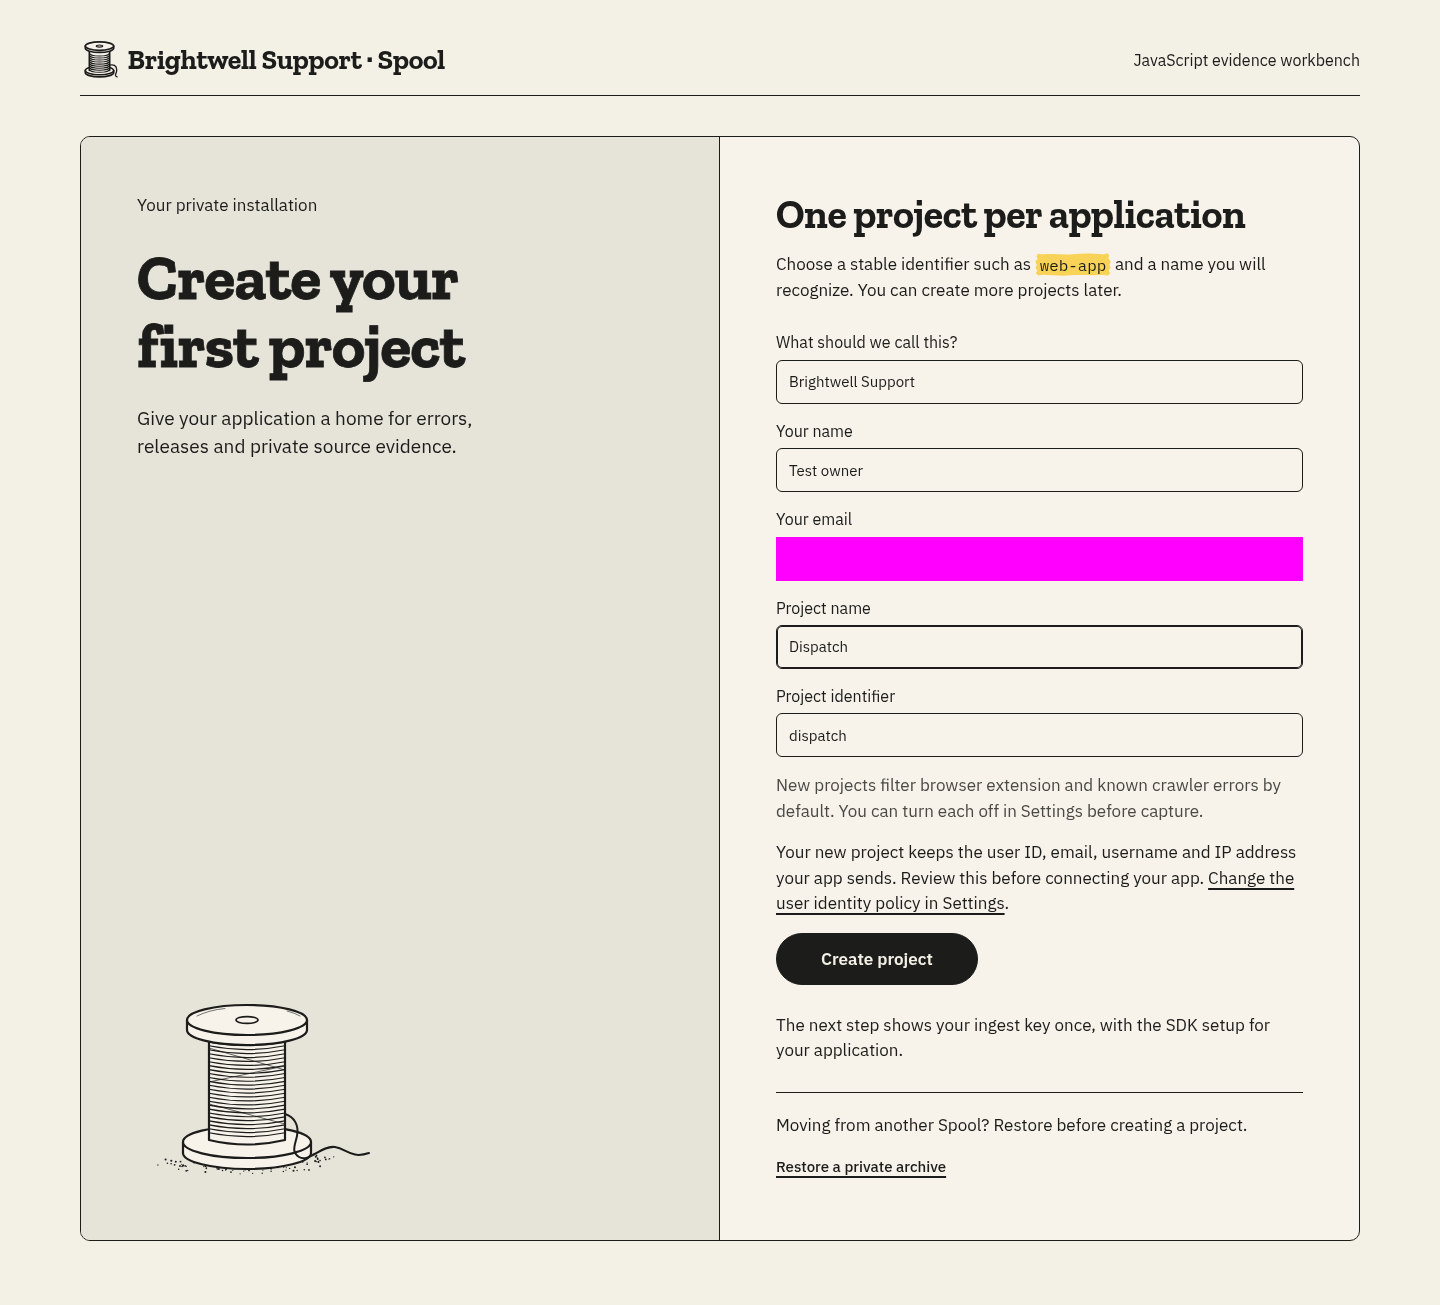 Brightwell Support · Spool
JavaScript evidence workbench
Your private installation
Create your
first project
Give your application a home for errors,
releases and private source evidence.
One project per application
Choose a stable identifier such as web-app and a name you will
recognize. You can create more projects later.
What should we call this?
Brightwell Support
Your name
Test owner
Your email
Project name
Dispatch
Project identifier
dispatch
New projects filter browser extension and known crawler errors by
default. You can turn each off in Settings before capture.
Your new project keeps the user ID, email, username and IP address
your app sends. Review this before connecting your app. Change the
user identity policy in Settings.
Create project
The next step shows your ingest key once, with the SDK setup for
your application.
Moving from another Spool? Restore before creating a project.
Restore a private archive